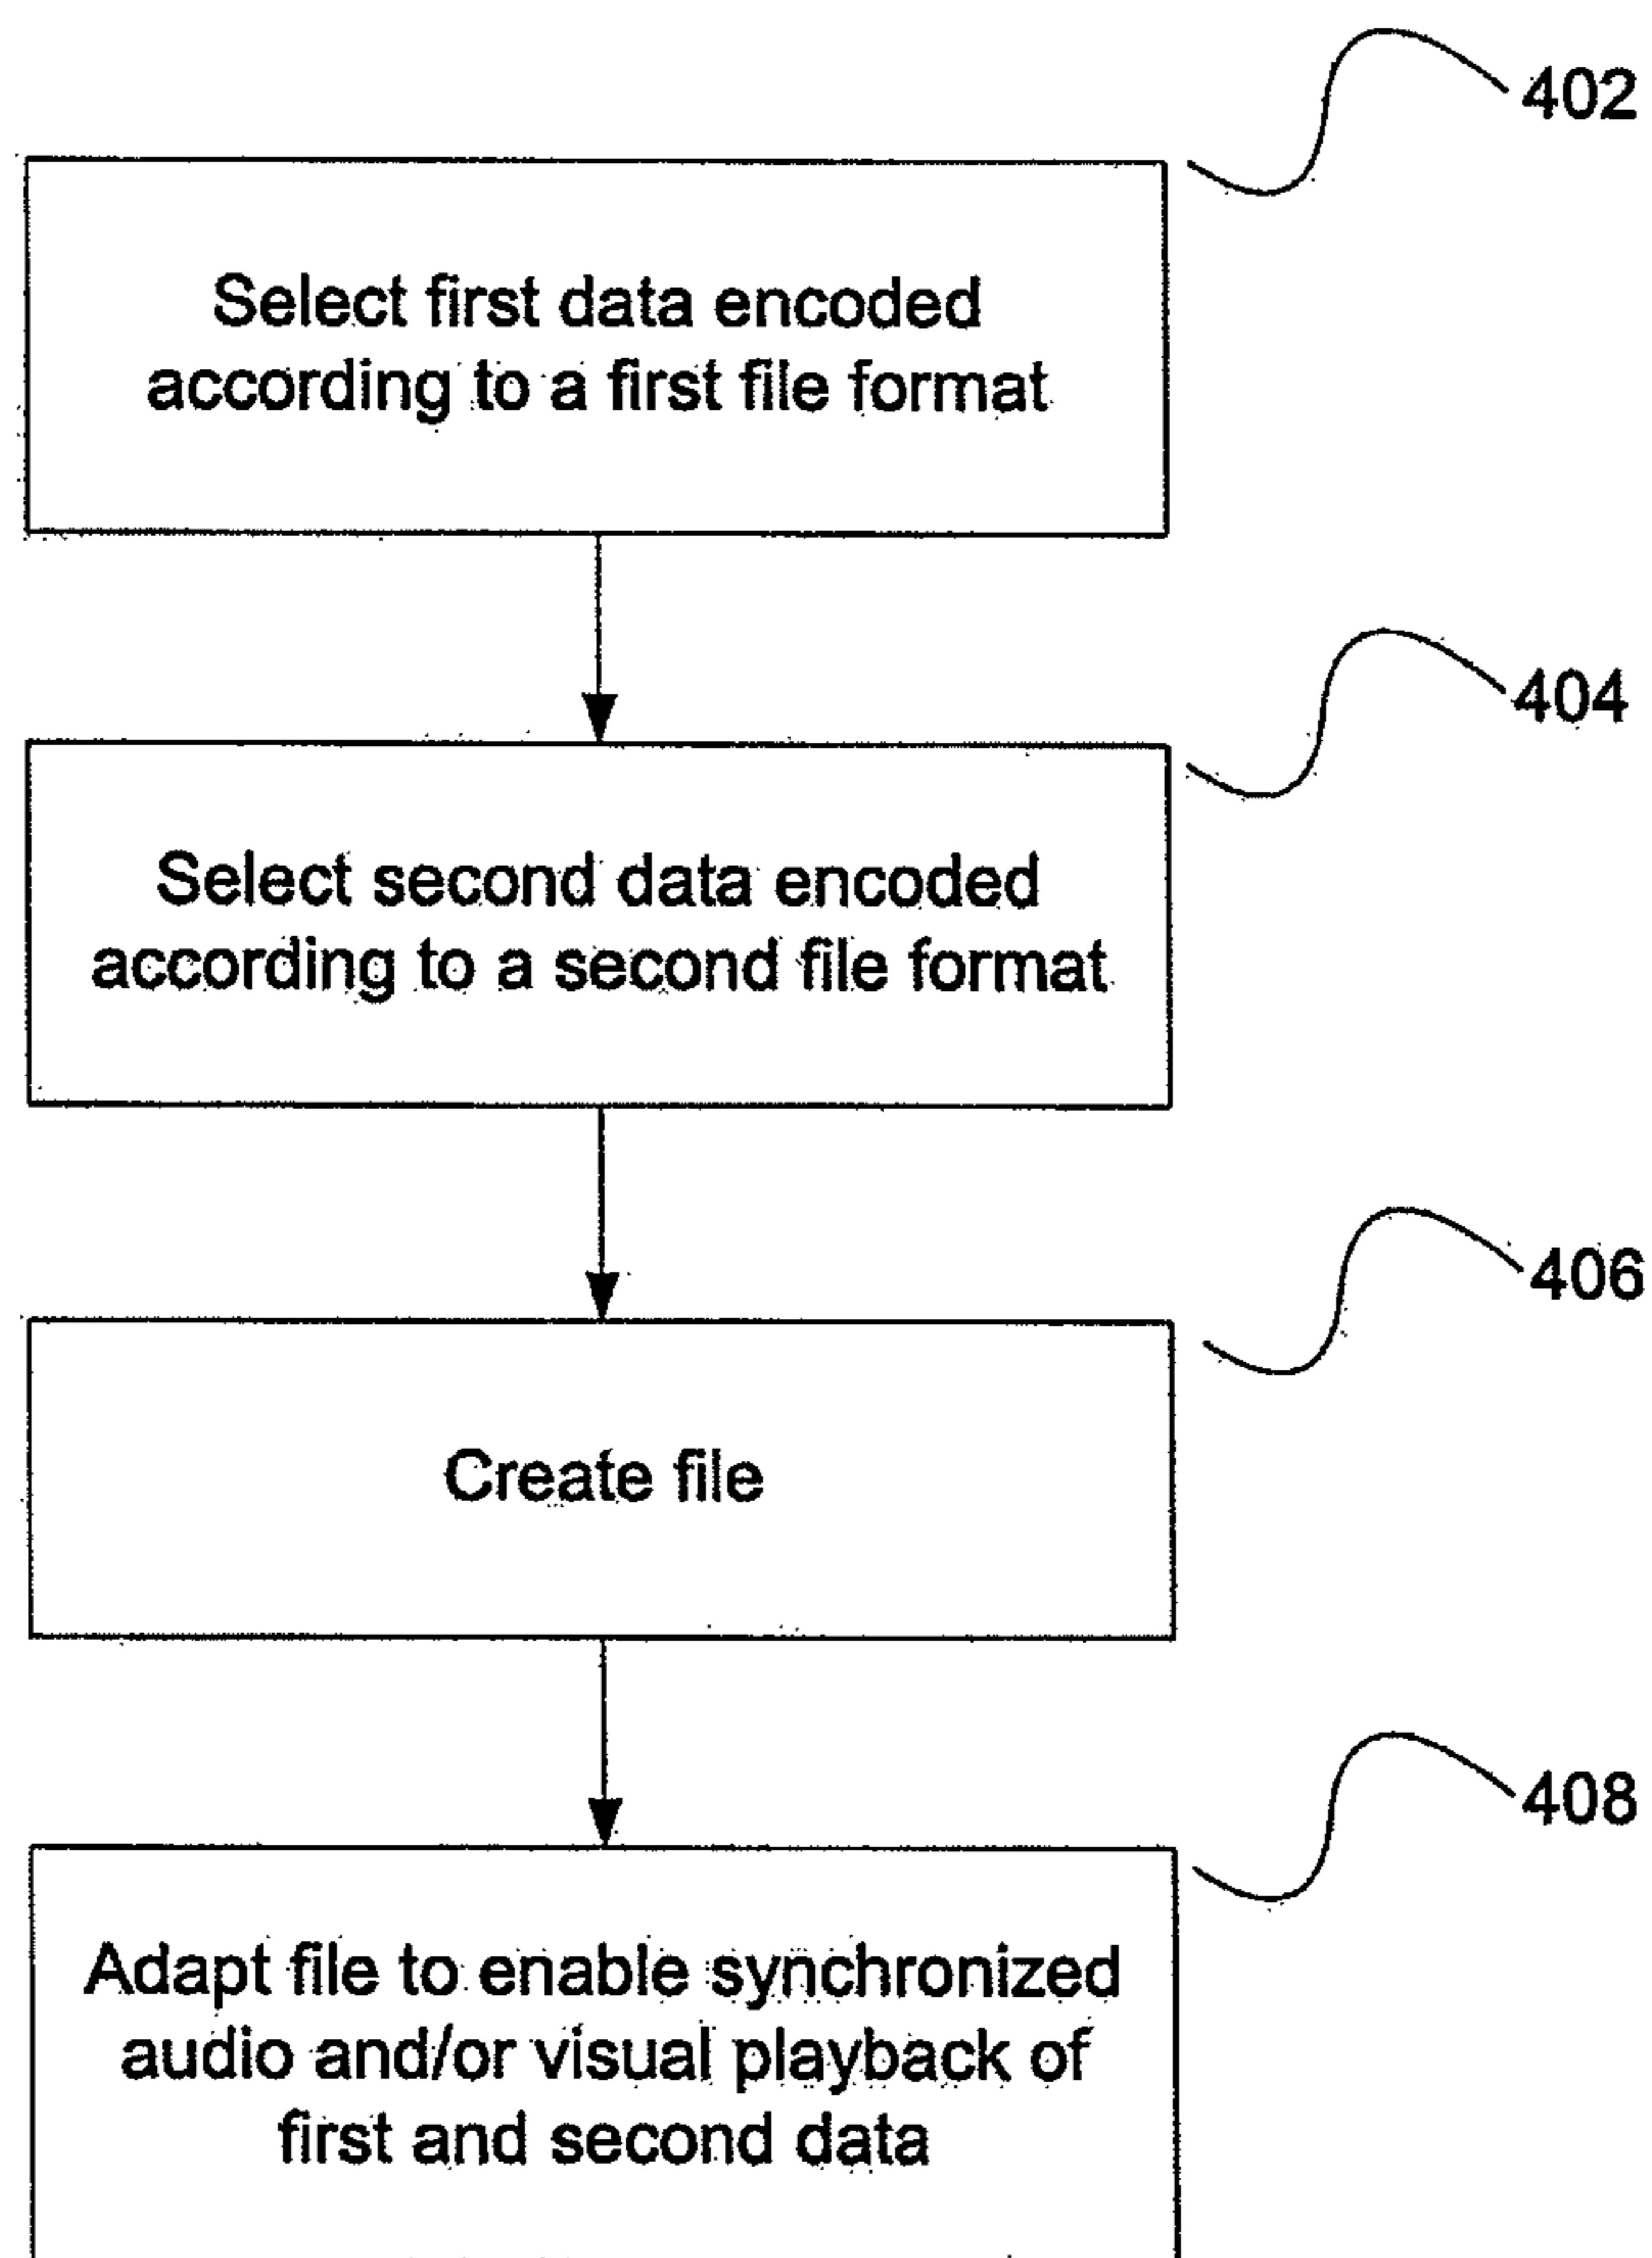 402
Select first data encoded
according to a first file format
404
Select second data encoded
according to a second file format
406
Create file
408
Adapt file to enable synchronized
audio and/or visual playback of
first and second data